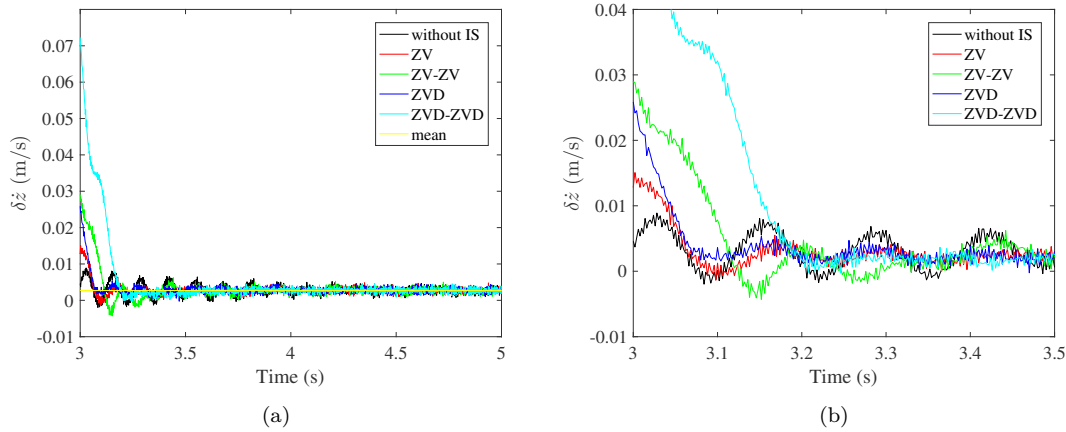 0.07
0.06
0.05
0.04
0.03
0.02
0.01
0
-0.01
δż (m/s)
3
3.5
4
4.5
5
Time (s)
without IS
ZV
ZV-ZV
ZVD
ZVD-ZVD
mean
(a)
0.04
0.03
0.02
0.01
0
-0.01
δż (m/s)
3
3.1
3.2
3.3
3.4
3.5
Time (s)
without IS
ZV
ZV-ZV
ZVD
ZVD-ZVD
(b)